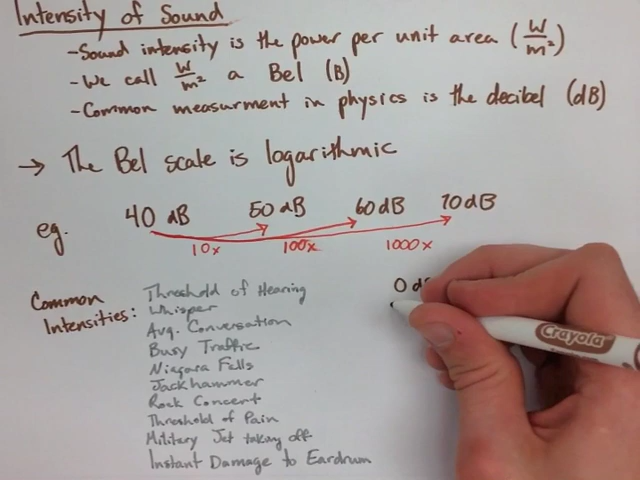 Intensity of Sound
-Sound intensity is the power per unit area (W/m²)
-We call W/m² a Bel (B)
-Common measurment in physics is the decibel (dB)
→ The Bel scale is logarithmic
eg. 40 dB 50 dB 60 dB 70 dB
10x 100x 1000x
Common Intensities:
Threshold of Hearing 0 d
Whisper
Avg. Conversation
Busy Traffic
Niagara Falls
Jackhammer
Rock Concert
Threshold of Pain
Military Jet taking off
Instant Damage to Eardrum
Crayola